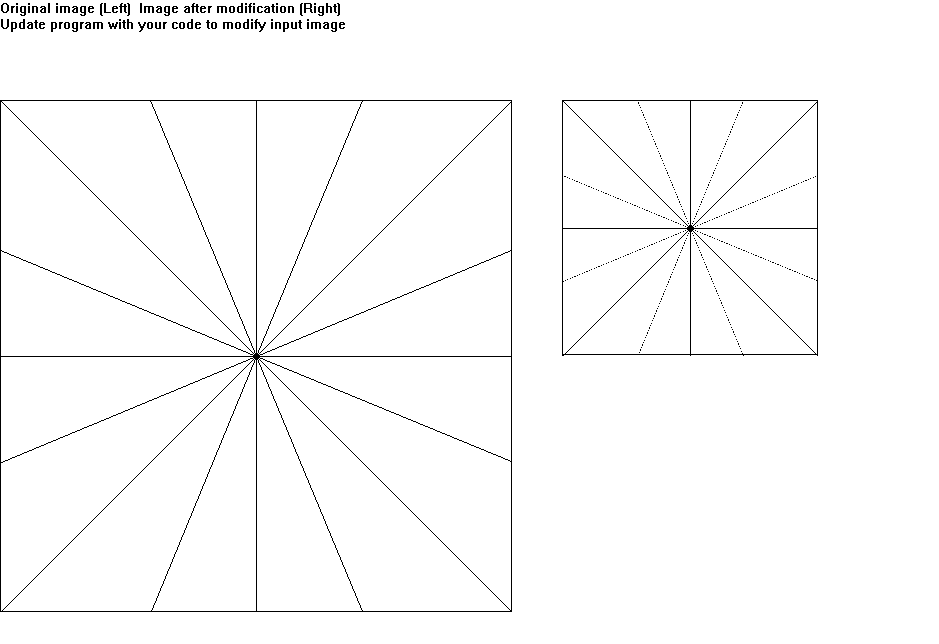 Original image (Left)  Image after modification (Right)
Update program with your code to modify input image